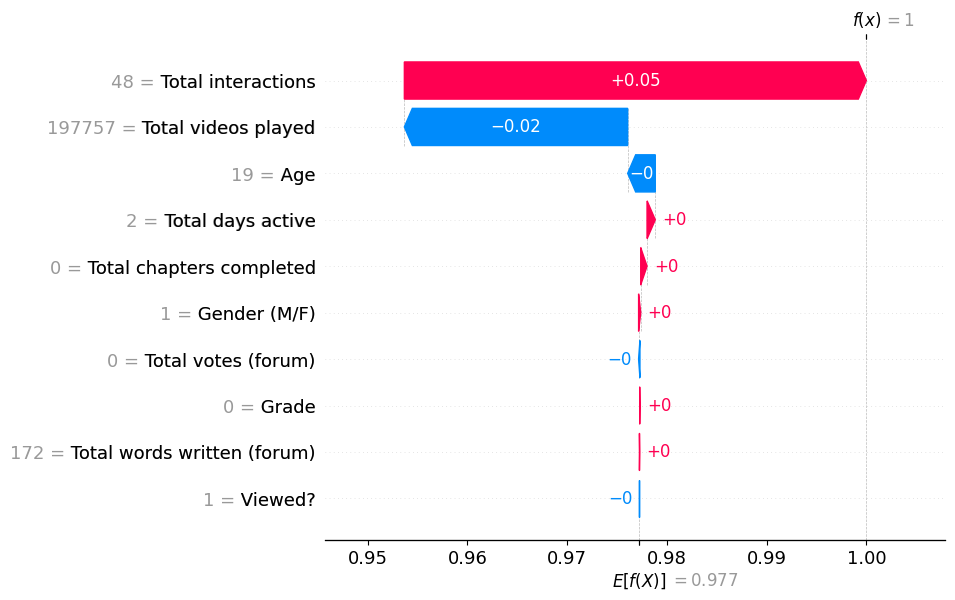 f(x) = 1
48 = Total interactions
+0.05
197757 = Total videos played
−0.02
19 = Age
−0
2 = Total days active
+0
0 = Total chapters completed
+0
1 = Gender (M/F)
+0
0 = Total votes (forum)
−0
0 = Grade
+0
172 = Total words written (forum)
+0
1 = Viewed?
−0
0.95 0.96 0.97 0.98 0.99 1.00
E[f(X)] = 0.977